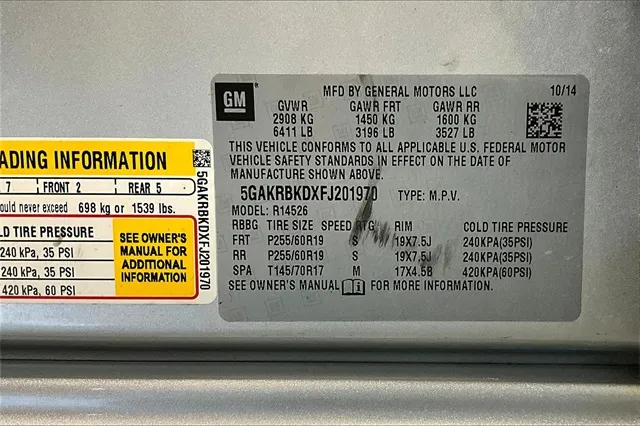 GM
MFD BY GENERAL MOTORS LLC 10/14
GVWR GAWR FRT GAWR RR
2908 KG 1450 KG 1600 KG
6411 LB 3196 LB 3527 LB
THIS VEHICLE CONFORMS TO ALL APPLICABLE U.S. FEDERAL MOTOR
VEHICLE SAFETY STANDARDS IN EFFECT ON THE DATE OF
MANUFACTURE SHOWN ABOVE.
5GAKRBKDXFJ201970 TYPE: M.P.V.
MODEL: R14526
RBBG TIRE SIZE SPEED RTG RIM COLD TIRE PRESSURE
FRT P255/60R19 S 19X7.5J 240KPA(35PSI)
RR P255/60R19 S 19X7.5J 240KPA(35PSI)
SPA T145/70R17 M 17X4.5B 420KPA(60PSI)
SEE OWNER'S MANUAL FOR MORE INFORMATION.
ADING INFORMATION
7 FRONT 2 REAR 5
ould never exceed 698 kg or 1539 lbs.
COLD TIRE PRESSURE
240 kPa, 35 PSI
240 kPa, 35 PSI
420 kPa, 60 PSI
SEE OWNER'S
MANUAL FOR
ADDITIONAL
INFORMATION
5GAKRBKDXFJ201970